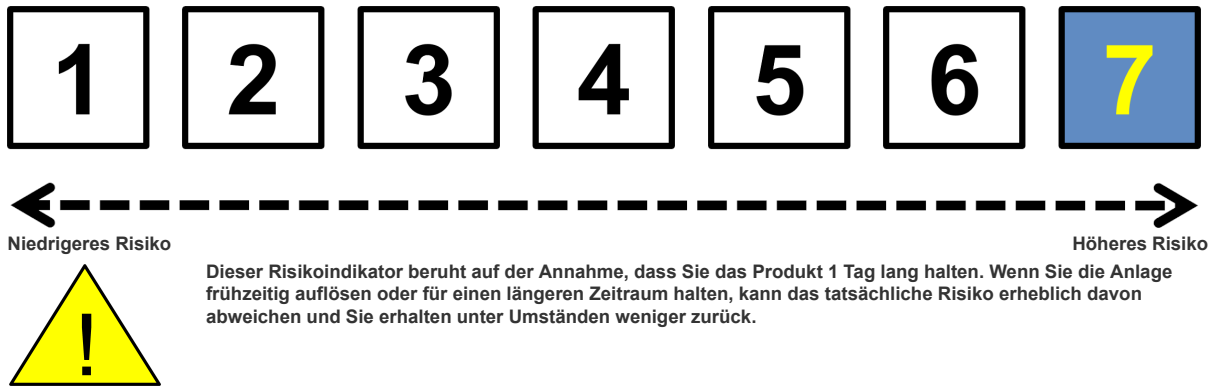 1 2 3 4 5 6 7
Niedrigeres Risiko Höheres Risiko
Dieser Risikoindikator beruht auf der Annahme, dass Sie das Produkt 1 Tag lang halten. Wenn Sie die Anlage
frühzeitig auflösen oder für einen längeren Zeitraum halten, kann das tatsächliche Risiko erheblich davon
abweichen und Sie erhalten unter Umständen weniger zurück.
!